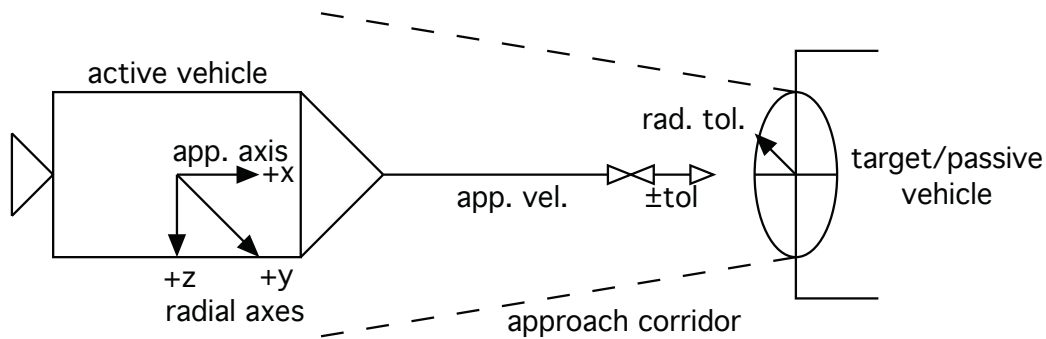 active vehicle
rad. tol.
app. axis
+x
target/passive
vehicle
app. vel.
±tol
+z
+y
radial axes
approach corridor